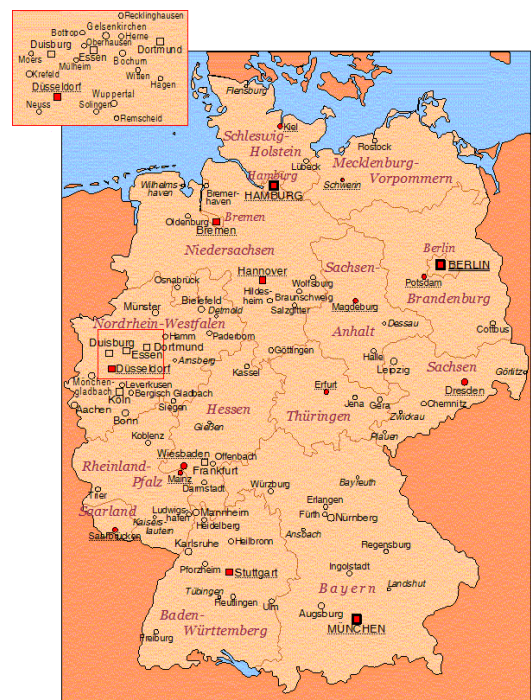 Recklinghausen
Gelsenkirchen
Bottrop
Herne
Oberhausen
Duisburg
Dortmund
Essen
Moers
Mülheim
Bochum
Krefeld
Witten
Hagen
Düsseldorf
Wuppertal
Neuss
Solingen
Remscheid
Flensburg
Kiel
Schleswig-
Holstein
Rostock
Lübeck
Mecklenburg-
Vorpommern
Schwerin
Hamburg
HAMBURG
Wilhelms-
haven
Bremer-
haven
Oldenburg
Bremen
Bremen
Niedersachsen
Berlin
BERLIN
Potsdam
Brandenburg
Hannover
Sachsen-
Osnabrück
Hildes-
heim
Wolfsburg
Braunschweig
Salzgitter
Magdeburg
Bielefeld
Detmold
Münster
Nordrhein-Westfalen
Anhalt
Dessau
Cottbus
Hamm
Paderborn
Duisburg
Dortmund
Essen
Arnsberg
Göttingen
Halle
Leipzig
Sachsen
Görlitz
Düsseldorf
Kassel
Mönchen-
gladbach
Leverkusen
Bergisch Gladbach
Köln
Siegen
Aachen
Bonn
Erfurt
Dresden
Jena
Gera
Chemnitz
Zwickau
Hessen
Thüringen
Gießen
Plauen
Koblenz
Wiesbaden
Offenbach
Frankfurt
Rheinland-
Pfalz
Mainz
Darmstadt
Würzburg
Bayreuth
Trier
Saarland
Ludwigs-
hafen
Mannheim
Erlangen
Fürth
Nürnberg
Kaisers-
lautern
Heidelberg
Saarbrücken
Ansbach
Karlsruhe
Heilbronn
Regensburg
Pforzheim
Stuttgart
Ingolstadt
Tübingen
Reutlingen
Bayern
Landshut
Ulm
Augsburg
Baden-
Württemberg
MÜNCHEN
Freiburg